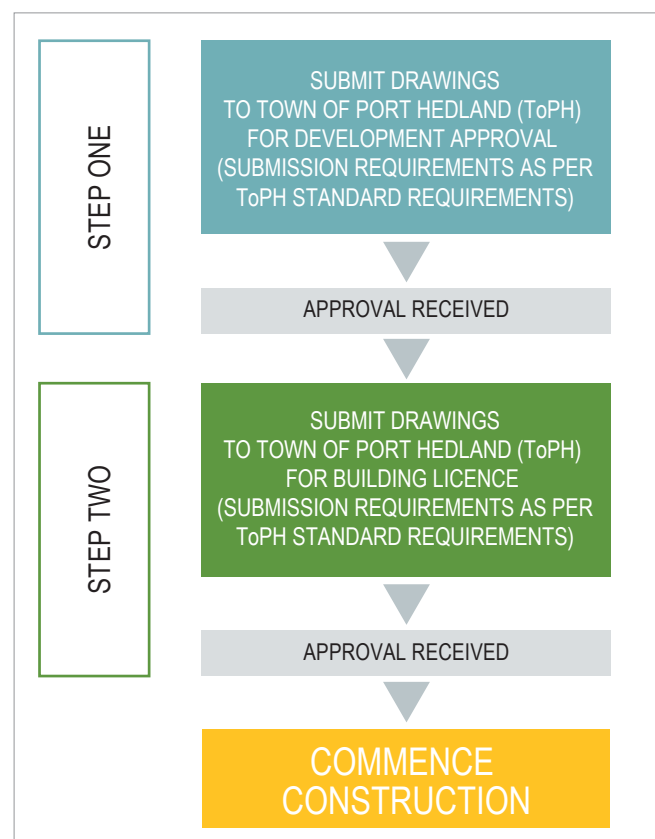 STEP ONE
SUBMIT DRAWINGS
TO TOWN OF PORT HEDLAND (ToPH)
FOR DEVELOPMENT APPROVAL
(SUBMISSION REQUIREMENTS AS PER
ToPH STANDARD REQUIREMENTS)
APPROVAL RECEIVED
STEP TWO
SUBMIT DRAWINGS
TO TOWN OF PORT HEDLAND (ToPH)
FOR BUILDING LICENCE
(SUBMISSION REQUIREMENTS AS PER
ToPH STANDARD REQUIREMENTS)
APPROVAL RECEIVED
COMMENCE
CONSTRUCTION